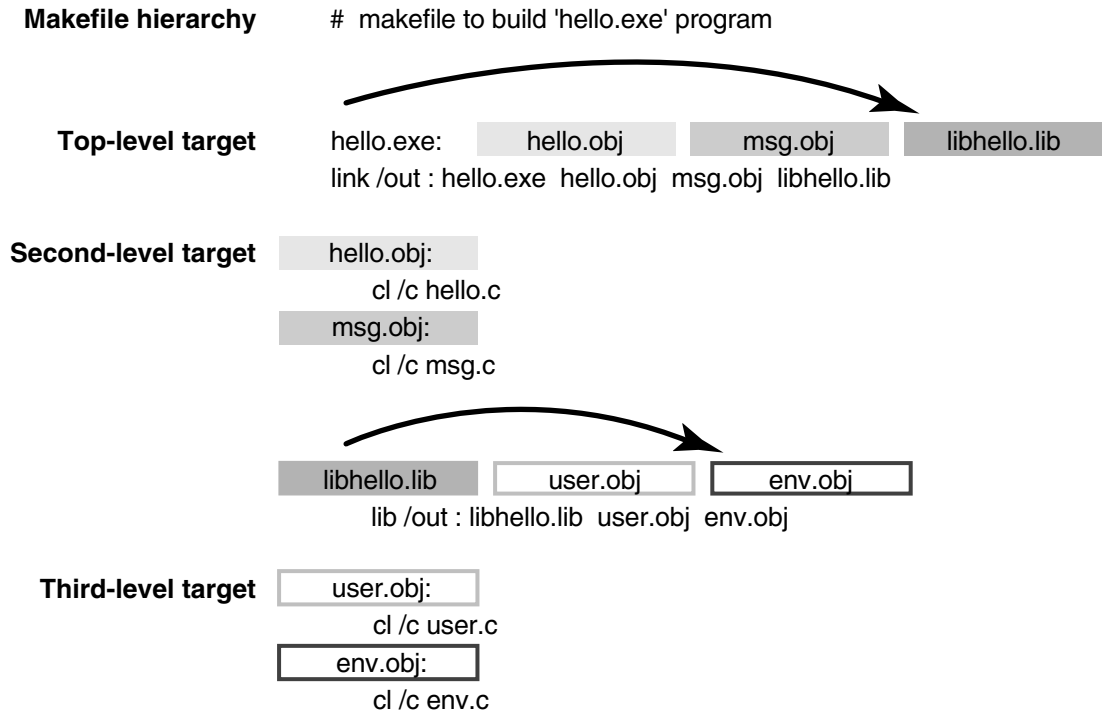 Makefile hierarchy # makefile to build 'hello.exe' program
Top-level target hello.exe: hello.obj msg.obj libhello.lib
link /out : hello.exe hello.obj msg.obj libhello.lib
Second-level target hello.obj:
cl /c hello.c
msg.obj:
cl /c msg.c
libhello.lib user.obj env.obj
lib /out : libhello.lib user.obj env.obj
Third-level target user.obj:
cl /c user.c
env.obj:
cl /c env.c